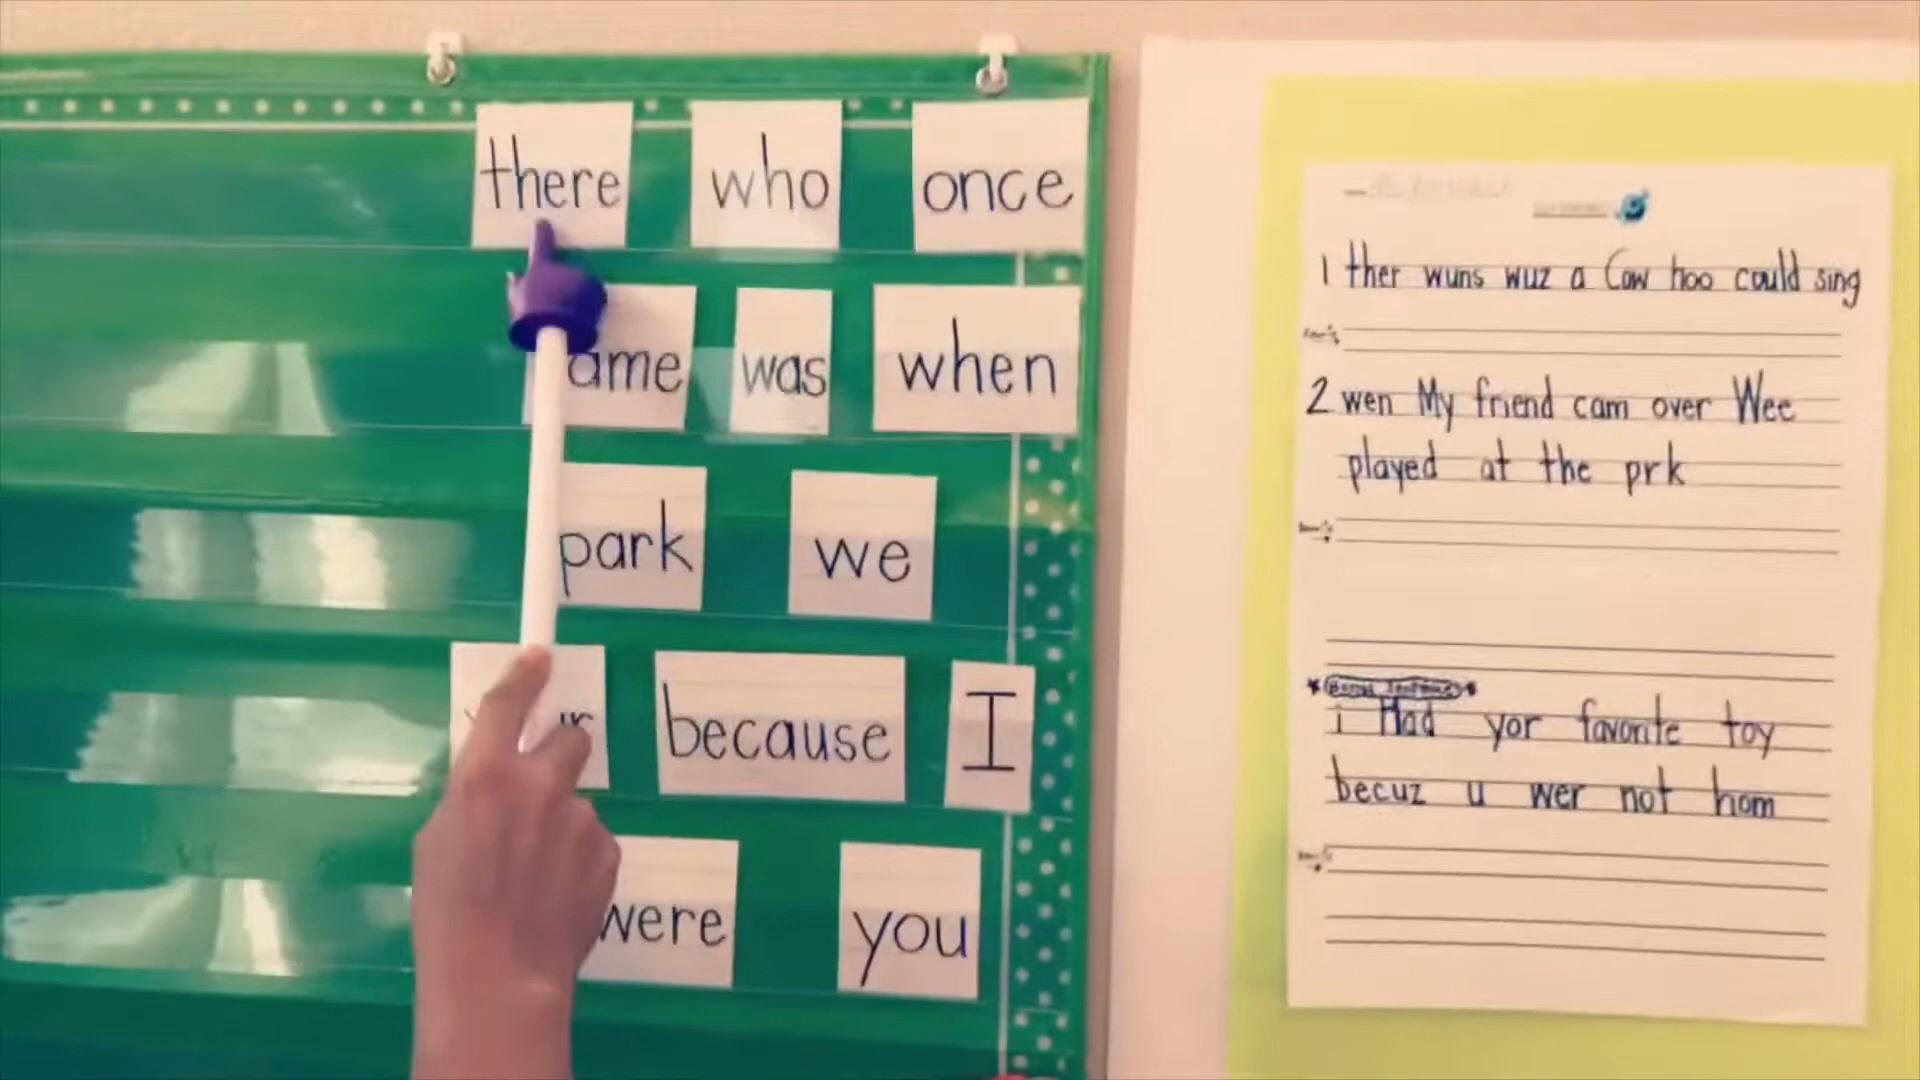 there who once
ame was when
park we
because I
were you
1 ther wuns wuz a Cow hoo could sing
2 wen My friend cam over Wee
played at the prk
i Had yor favorite toy
becuz u wer not hom